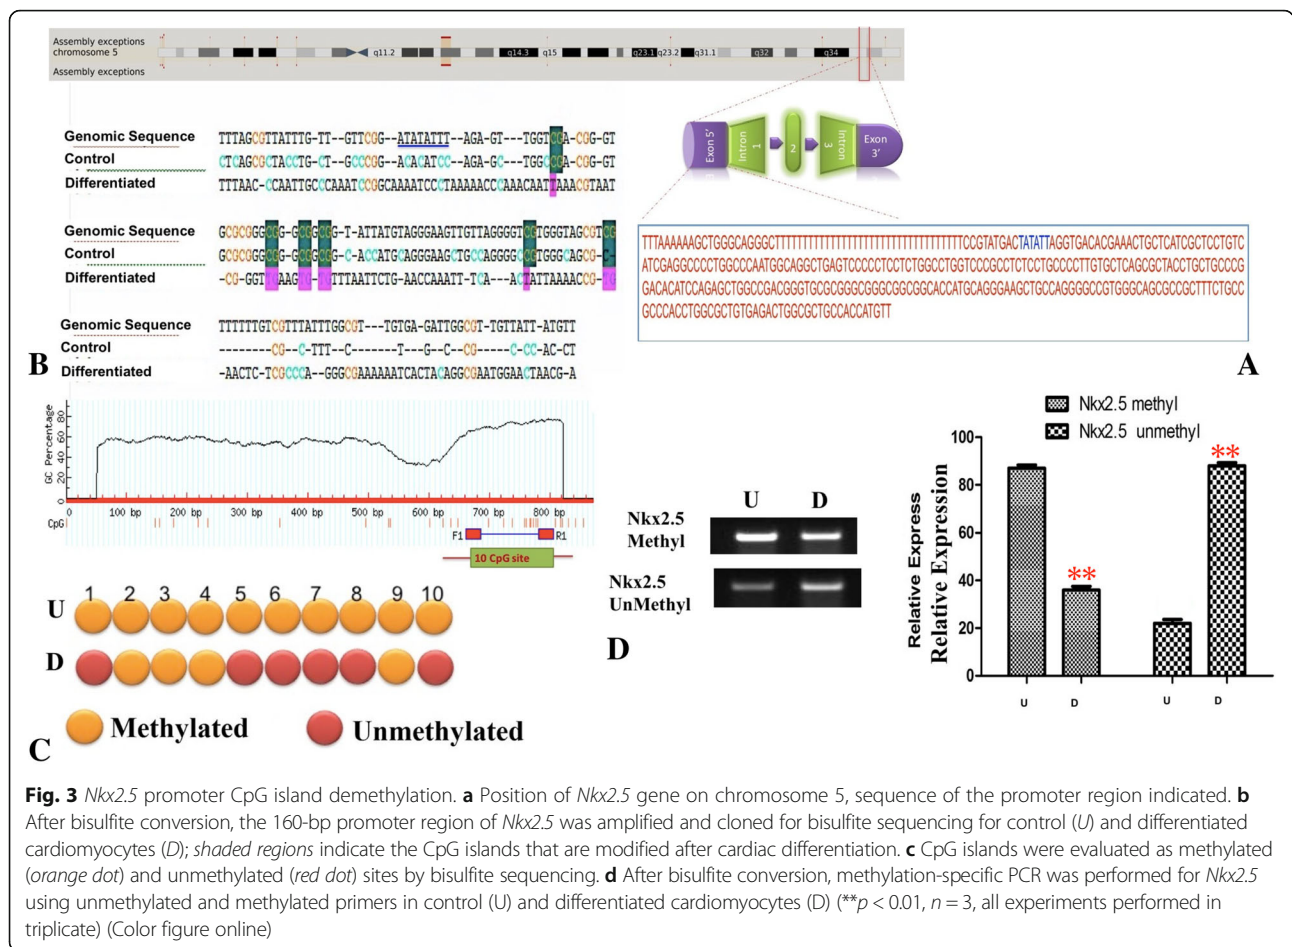 Assembly exceptions
chromosome 5
q11.2 q14.3 q15 q23.1 q23.2 q31.1 q32 q34
Assembly exceptions
Exon 5'
Intron 1
2
Intron 3
Exon 3'
TTTAAAAAAGCTGGGCAGGGCTTTTTTTTTTTTTTTTTTTTTTTTTTTTTTTTTCCGTATGACTATATTAGGTGACACGAAACTGCTCATCGCTCCTGTC
ATCGAGGCCCCTGGCCCAATGGCAGGCTGAGTCCCCCTCCTCTGGCCTGGTCCCGCCTCTCCTGCCCCTTGTGCTCAGCGCTACCTGCTGCCCG
GACACATCCAGAGCTGGCCGACGGGTGCGCGGGCGGGCGGCGGCACCATGCAGGGAAGCTGCCAGGGGCCGTGGGCAGCGCCGCTTTCTGCC
GCCCACCTGGCGCTGTGAGACTGGCGCTGCCACCATGTT
A
Genomic Sequence TTTAGCGTTATTTG-TT--GTTCGG--ATATATTT-AGA-GT---TGGTCGA-CGG-GT
Control CTCAGCGCTACCTG-CT--GCCCGG--ACACATCC-AGA-GC---TGGCCGA-CGG-GT
Differentiated TTTAAC-CCAATTGCCCAAATCCGGCAAAATCCCTAAAAACCCAAACAATTAAACGTAAT
Genomic Sequence GCGCGGGCGG-GCGGCGG-T-ATTATGTAGGGAAGTTGTTAGGGGTCGTGGGTAGCGTCG
Control GCGCGGGCGG-GCGGCGG-C-ACCATGCAGGGAAGCTGCCAGGGGCCGTGGGCAGCG-C-
Differentiated -CG-GGTTGAAGTG-TGTTTAATTCTG-AACCAAATT-TCA---ACTATTAAAACCG-TG
Genomic Sequence TTTTTTGTCGTTTATTTGGCGT---TGTGA-GATTGGCGT-TGTTATT-ATGTT
Control --------CG--C-TTT--C------T---G-C--CG----C-CC-AC-CT
Differentiated -AACTC-TCGCCCA--GGGCGAAAAAATCACTACAGGCGAATGGAACTAACG-A
B
GC Percentage
80
60
40
20
0
0 100 bp 200 bp 300 bp 400 bp 500 bp 600 bp 700 bp 800 bp
CpG
F1 R1
10 CpG site
1 2 3 4 5 6 7 8 9 10
U
D
Methylated Unmethylated
C
U D
Nkx2.5
Methyl
Nkx2.5
UnMethyl
D
Nkx2.5 methyl
Nkx2.5 unmethyl
Relative Express
Relative Expression
100
80
60
40
20
0
**
**
U D U D
Fig. 3 Nkx2.5 promoter CpG island demethylation. a Position of Nkx2.5 gene on chromosome 5, sequence of the promoter region indicated. b
After bisulfite conversion, the 160-bp promoter region of Nkx2.5 was amplified and cloned for bisulfite sequencing for control (U) and differentiated
cardiomyocytes (D); shaded regions indicate the CpG islands that are modified after cardiac differentiation. c CpG islands were evaluated as methylated
(orange dot) and unmethylated (red dot) sites by bisulfite sequencing. d After bisulfite conversion, methylation-specific PCR was performed for Nkx2.5
using unmethylated and methylated primers in control (U) and differentiated cardiomyocytes (D) (**p < 0.01, n = 3, all experiments performed in
triplicate) (Color figure online)